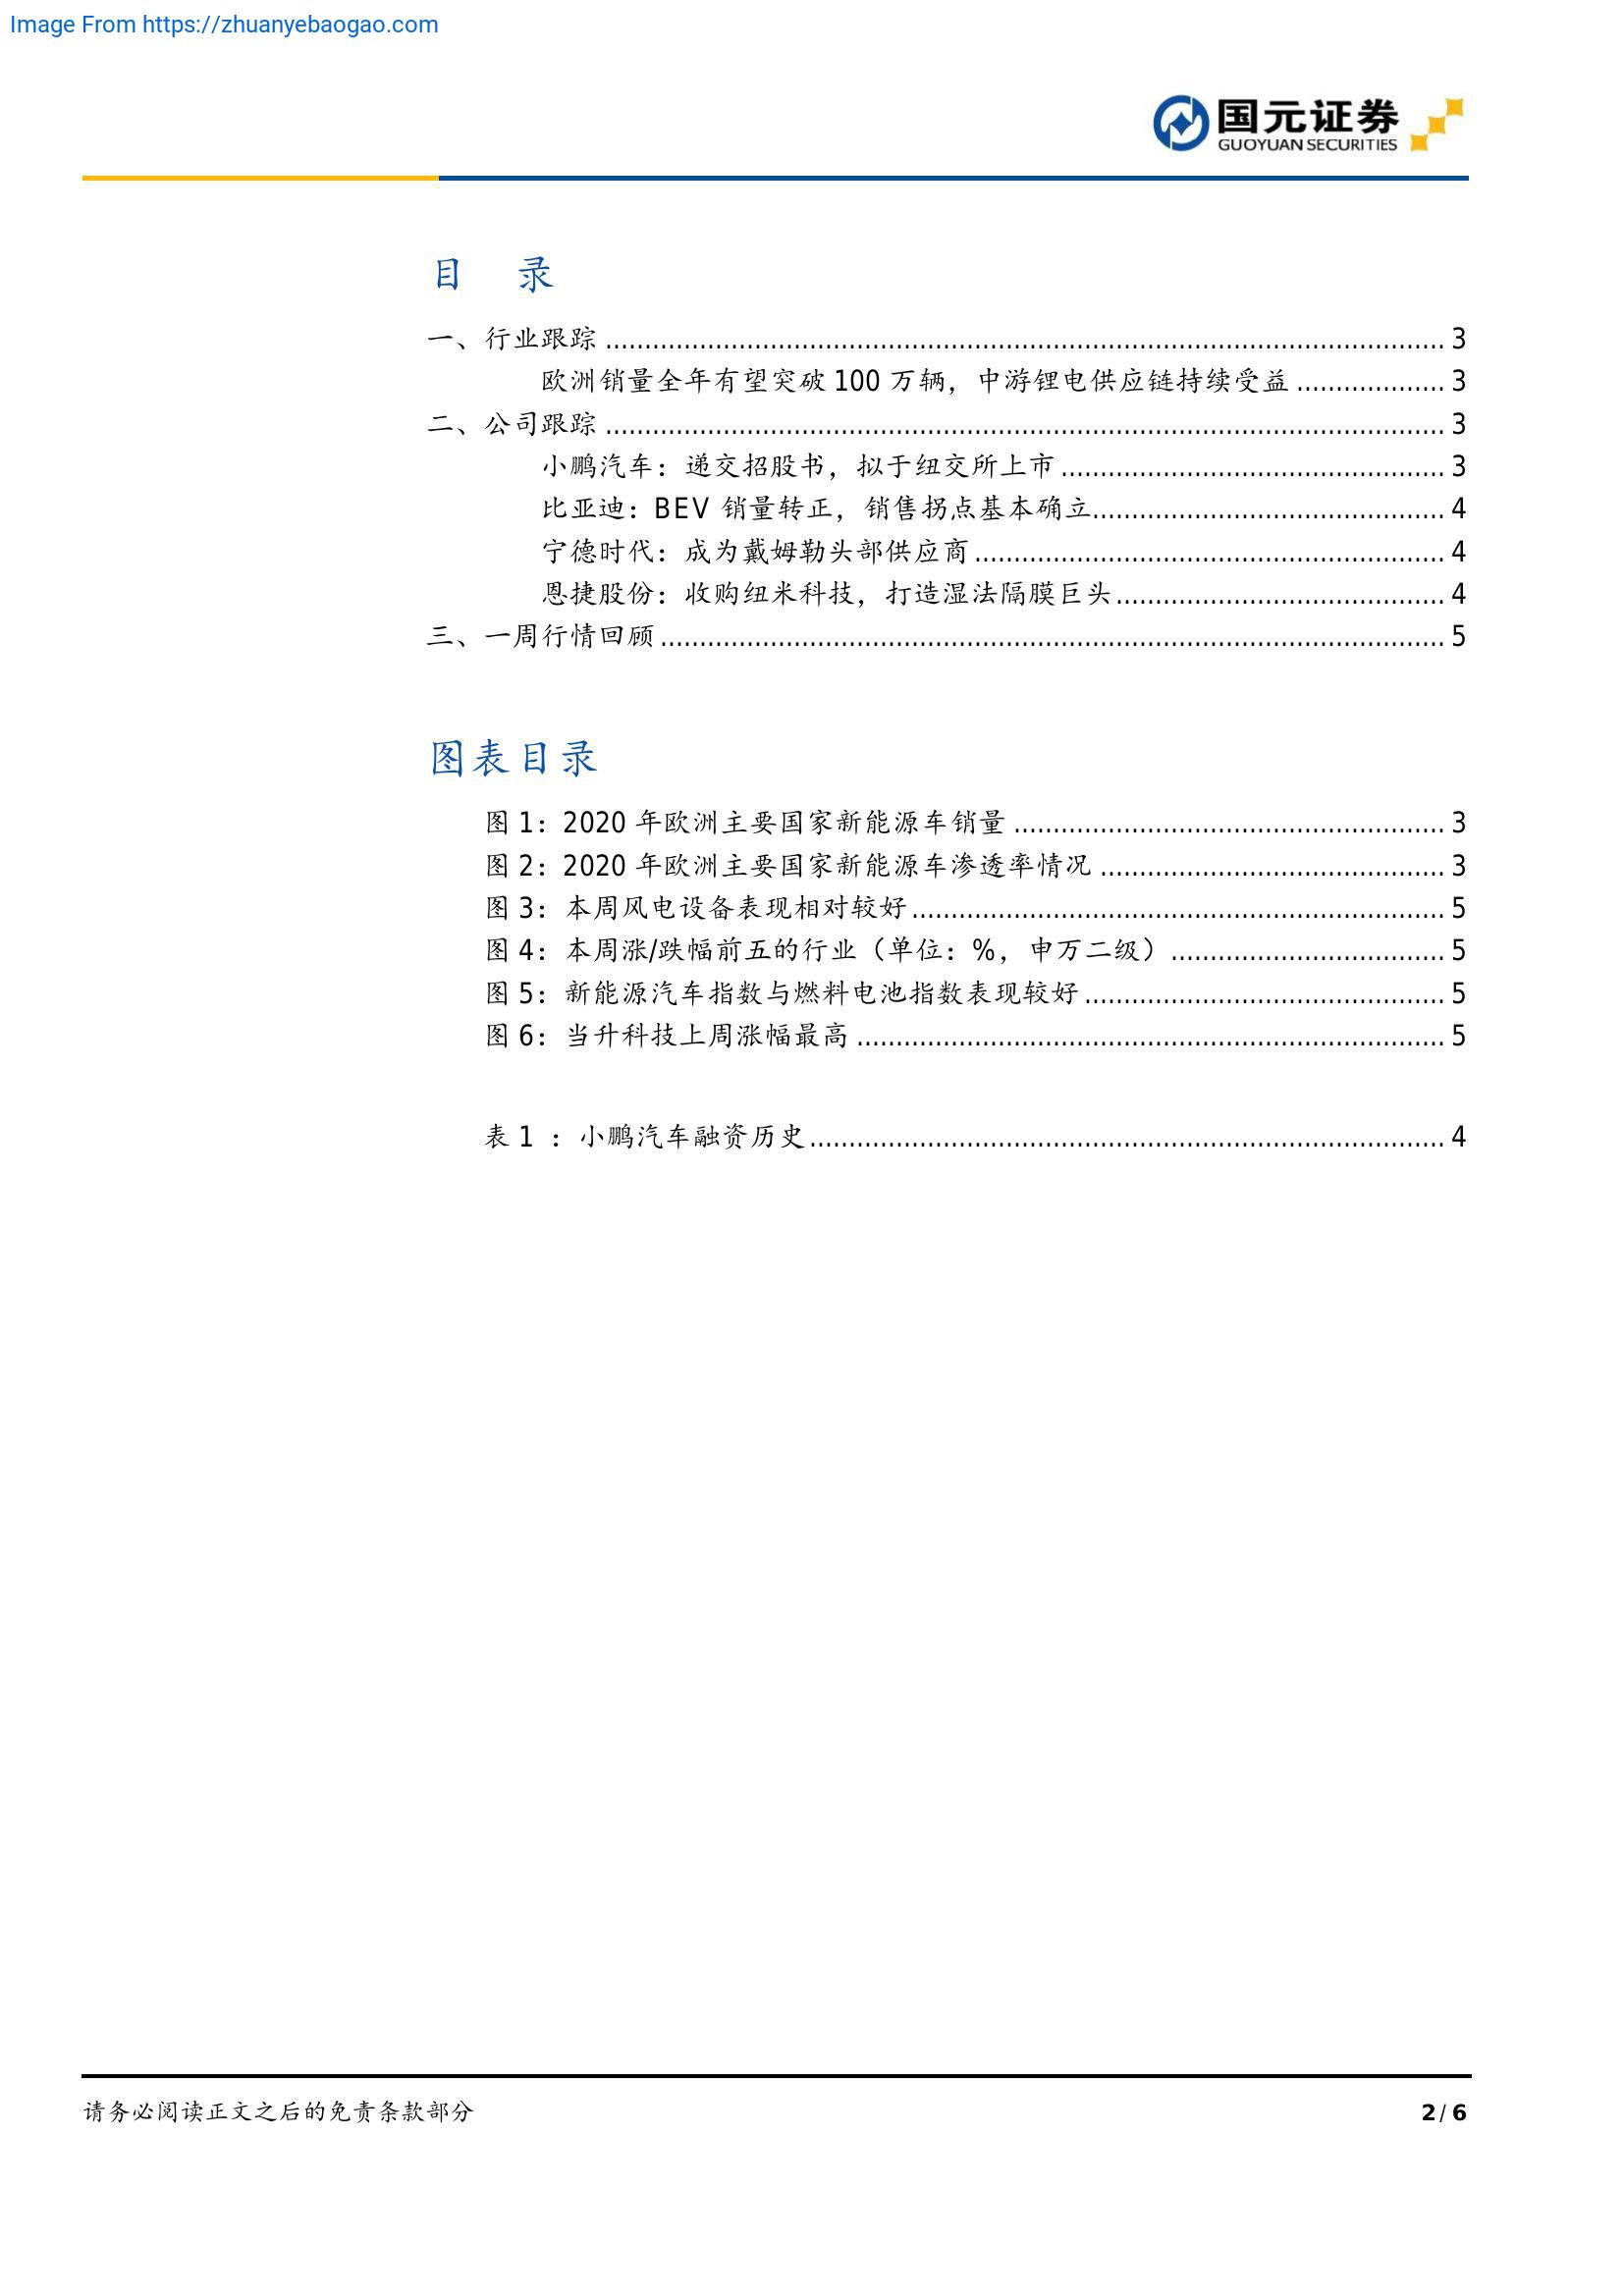 Image From https://zhuanyebaogao.com
国元证券
GUOYUAN SECURITIES
目 录
一、行业跟踪 ........................................ 3
欧洲销量全年有望突破 100 万辆，中游锂电供应链持续受益 ................... 3
二、公司跟踪 ........................................ 3
小鹏汽车：递交招股书，拟于纽交所上市 ........................................ 3
比亚迪：BEV 销量转正，销售拐点基本确立 ........................................ 4
宁德时代：成为戴姆勒头部供应商 ........................................ 4
恩捷股份：收购纽米科技，打造湿法隔膜巨头 ........................................ 4
三、一周行情回顾 ........................................ 5
图表目录
图 1：2020 年欧洲主要国家新能源车销量 ........................................ 3
图 2：2020 年欧洲主要国家新能源车渗透率情况 ........................................ 3
图 3：本周风电设备表现相对较好 ........................................ 5
图 4：本周涨/跌幅前五的行业（单位：%，申万二级） ........................................ 5
图 5：新能源汽车指数与燃料电池指数表现较好 ........................................ 5
图 6：当升科技上周涨幅最高 ........................................ 5
表 1 ：小鹏汽车融资历史 ........................................ 4
请务必阅读正文之后的免责条款部分
2 / 6